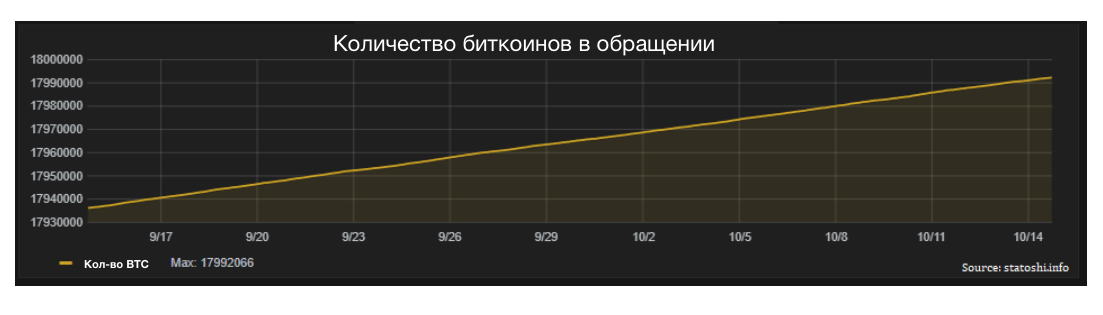 Количество биткоинов в обращении
18000000
17990000
17980000
17970000
17960000
17950000
17940000
17930000
9/17 9/20 9/23 9/26 9/29 10/2 10/5 10/8 10/11 10/14
Кол-во BTC Max: 17992066
Source: statoshi.info